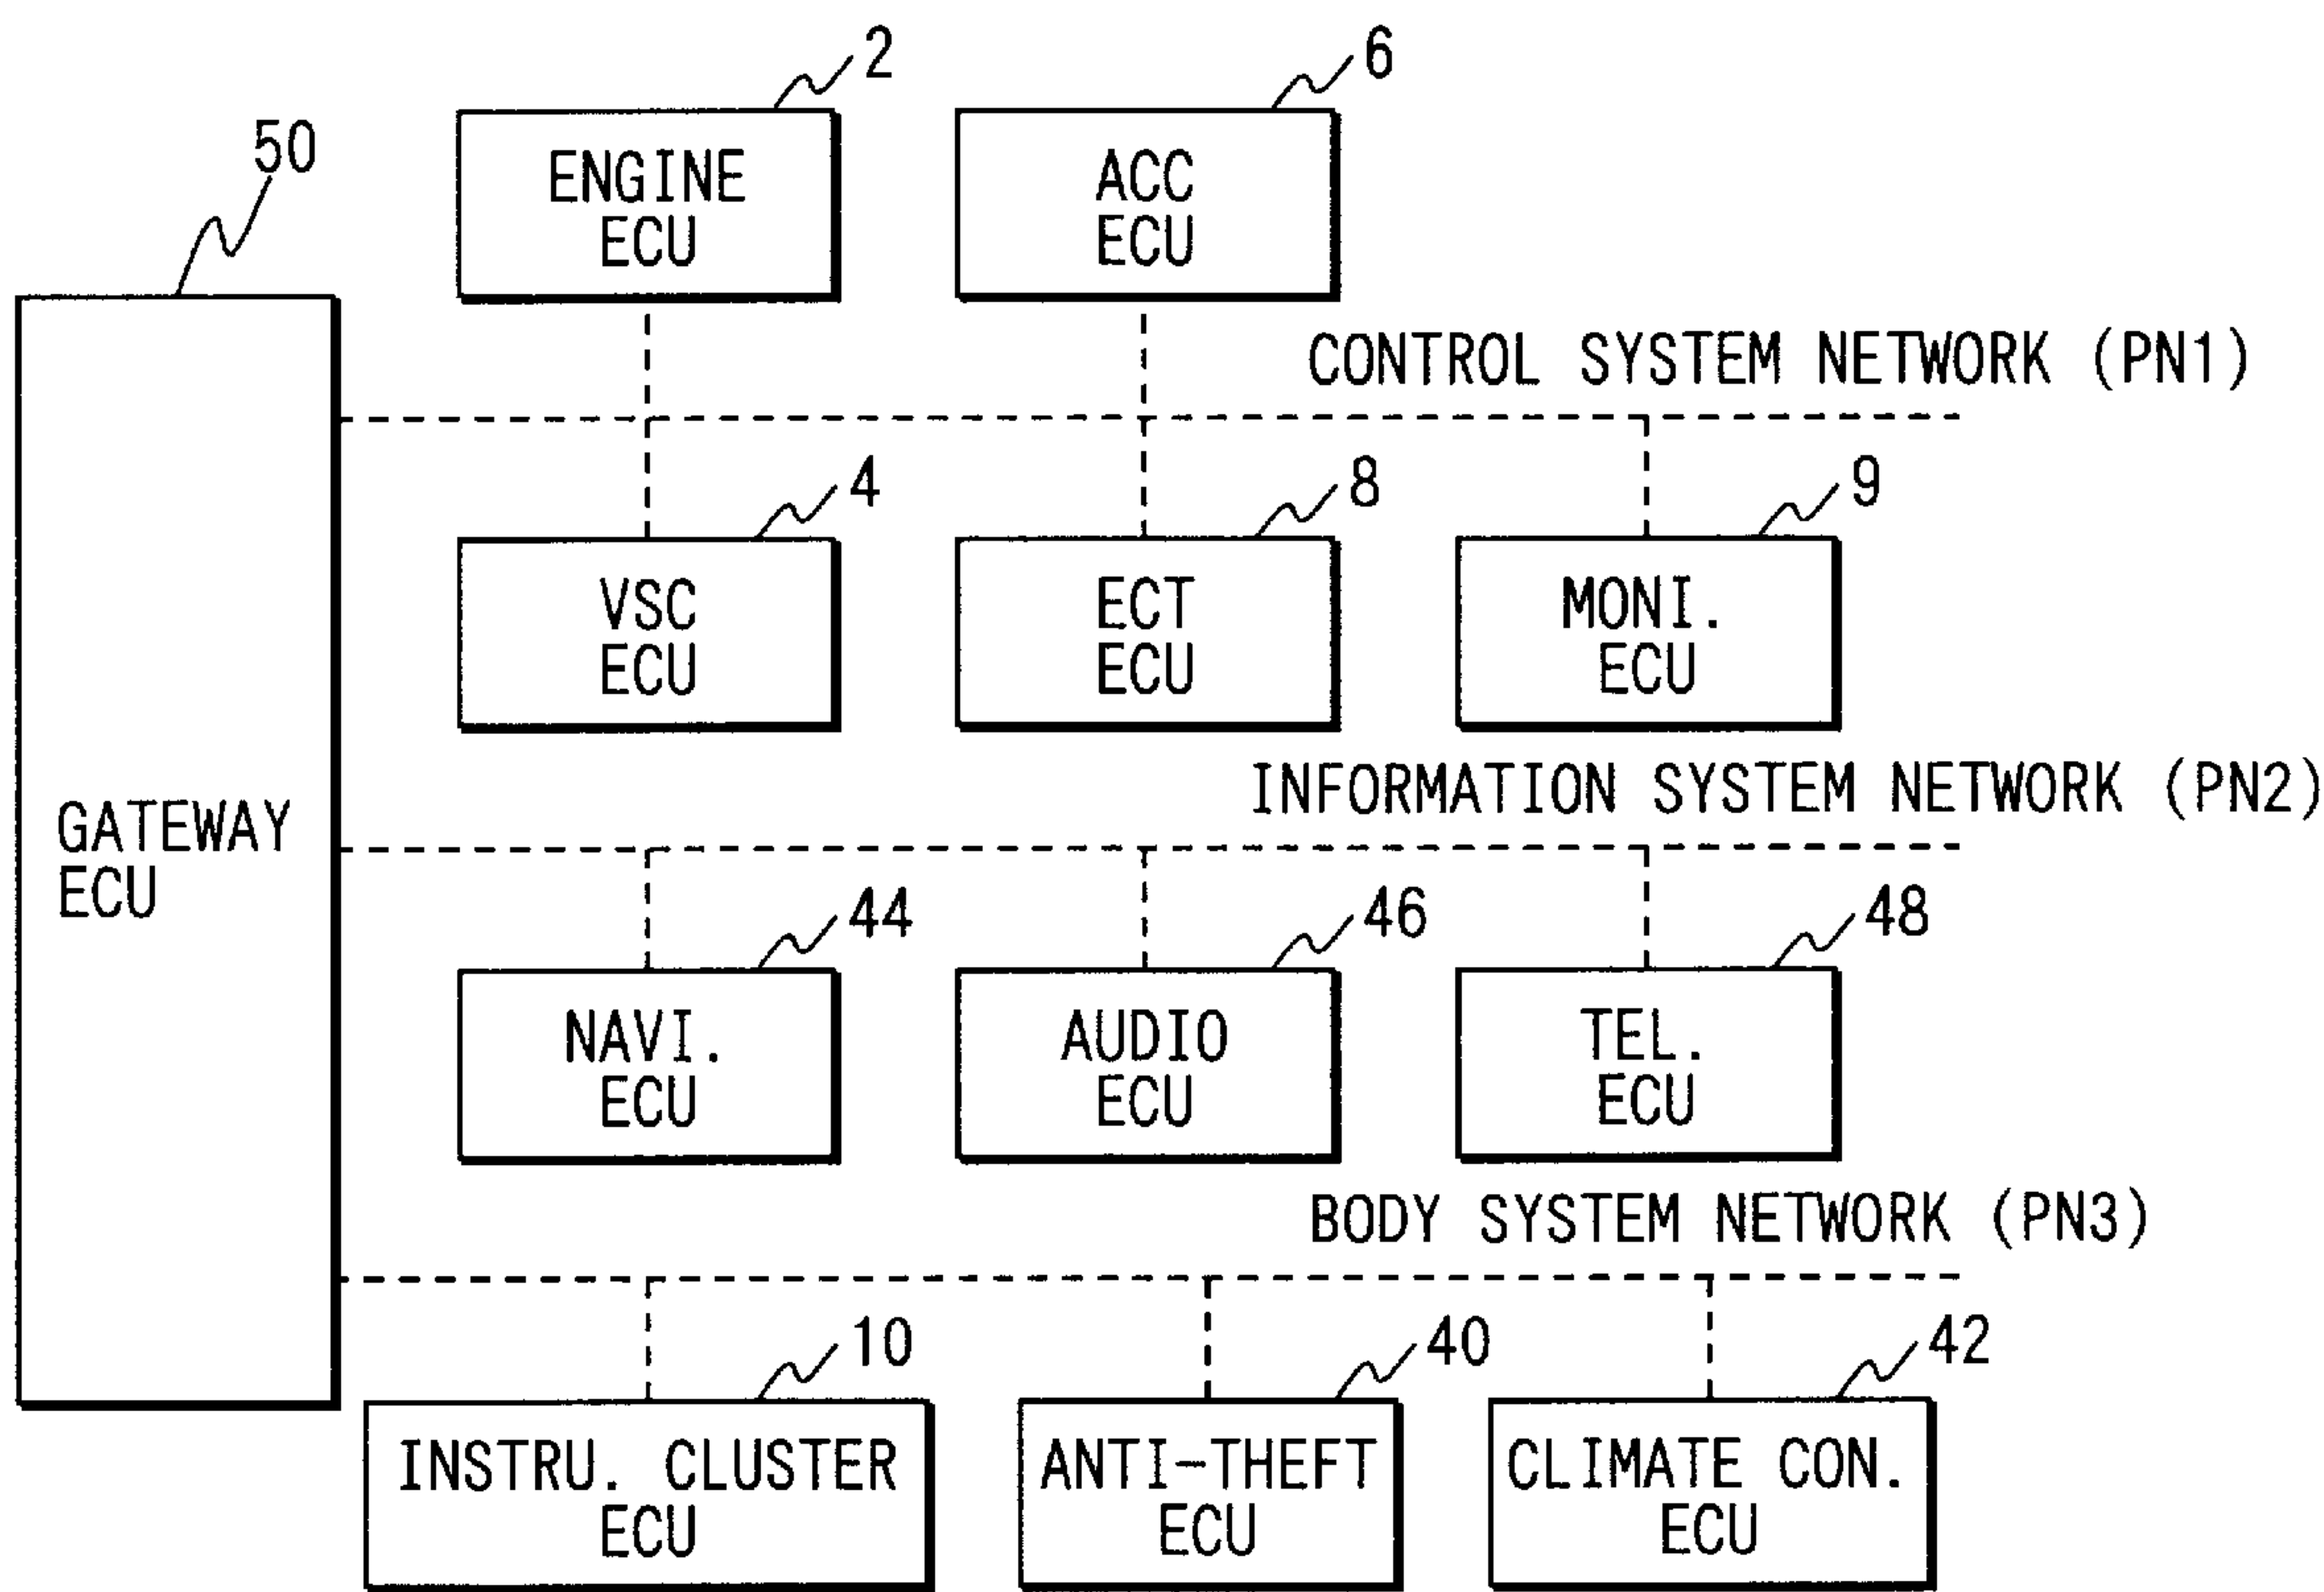 2
6
50
ENGINE
ECU
ACC
ECU
CONTROL SYSTEM NETWORK (PN1)
4
8
9
VSC
ECU
ECT
ECU
MONI.
ECU
INFORMATION SYSTEM NETWORK (PN2)
GATEWAY
ECU
44
46
48
NAVI.
ECU
AUDIO
ECU
TEL.
ECU
BODY SYSTEM NETWORK (PN3)
10
40
42
INSTRU. CLUSTER
ECU
ANTI-THEFT
ECU
CLIMATE CON.
ECU